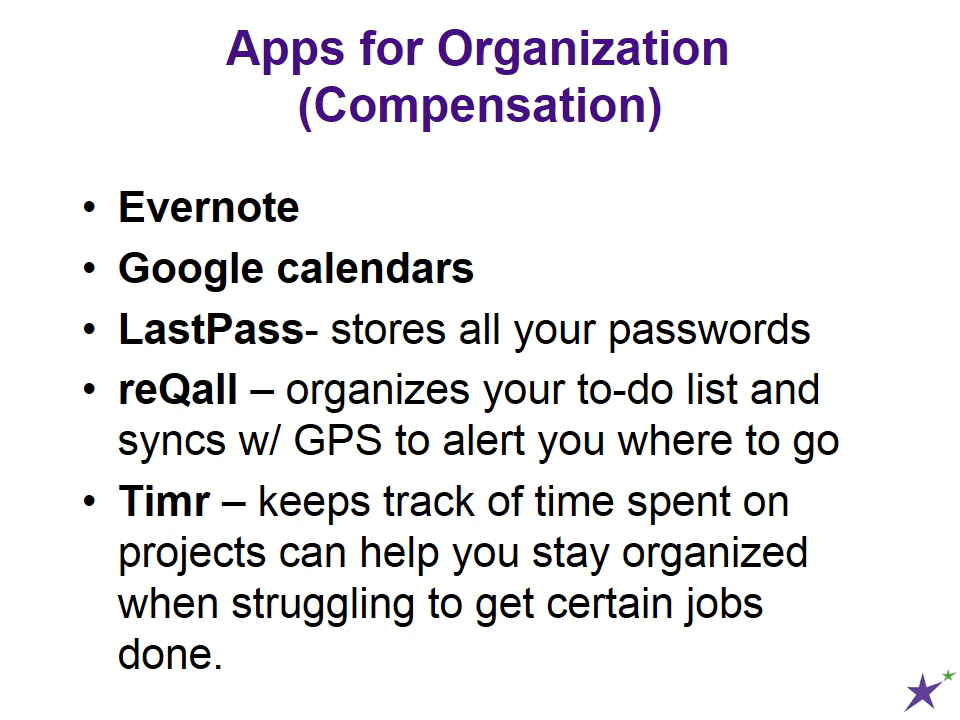 Apps for Organization
(Compensation)
• Evernote
• Google calendars
• LastPass- stores all your passwords
• reQall – organizes your to-do list and
syncs w/ GPS to alert you where to go
• Timr – keeps track of time spent on
projects can help you stay organized
when struggling to get certain jobs
done.